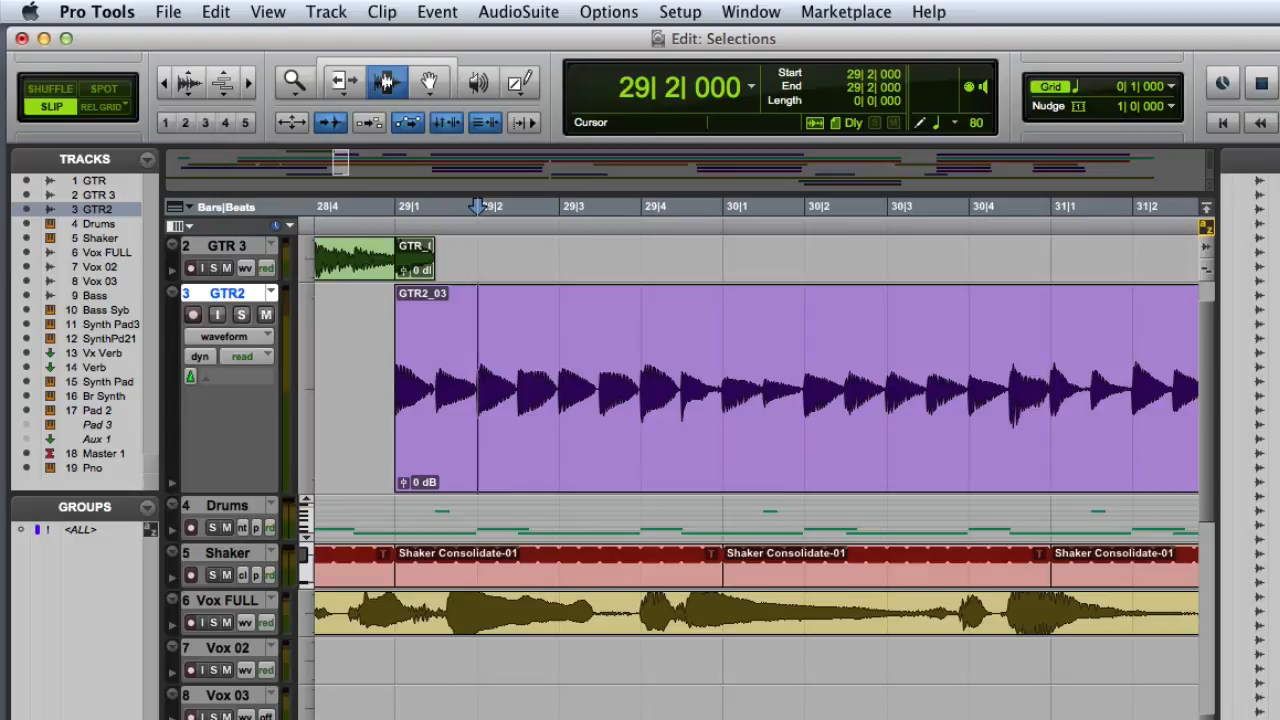 Pro Tools File Edit View Track Clip Event AudioSuite Options Setup Window Marketplace Help
Edit: Selections
SHUFFLE SPOT
SLIP REL GRID
1 2 3 4 5
29| 2| 000
Start 29| 2| 000
End 29| 2| 000
Length 0| 0| 000
Cursor
Dly S M 80
Grid 0| 1| 000
Nudge 1| 0| 000
TRACKS
1 GTR
2 GTR 3
3 GTR2
4 Drums
5 Shaker
6 Vox FULL
7 Vox 02
8 Vox 03
9 Bass
10 Bass Syb
11 Synth Pad3
12 SynthPd21
13 Vx Verb
14 Verb
15 Synth Pad
16 Br Synth
17 Pad 2
Pad 3
Aux 1
18 Master 1
19 Pno
GROUPS
! <ALL>
a z
Bars|Beats 28|4 29|1 29|2 29|3 29|4 30|1 30|2 30|3 30|4 31|1 31|2
a z
2 GTR 3
I S M wv red
GTR_
0 dl
3 GTR2
I S M
waveform
dyn read
GTR2_03
0 dB
4 Drums
S M nt p rd
5 Shaker
S M cl p rd
T Shaker Consolidate-01 T Shaker Consolidate-01 T Shaker Consolidate-01
6 Vox FULL
I S M wv red
7 Vox 02
I S M wv red
8 Vox 03
I S M wv off